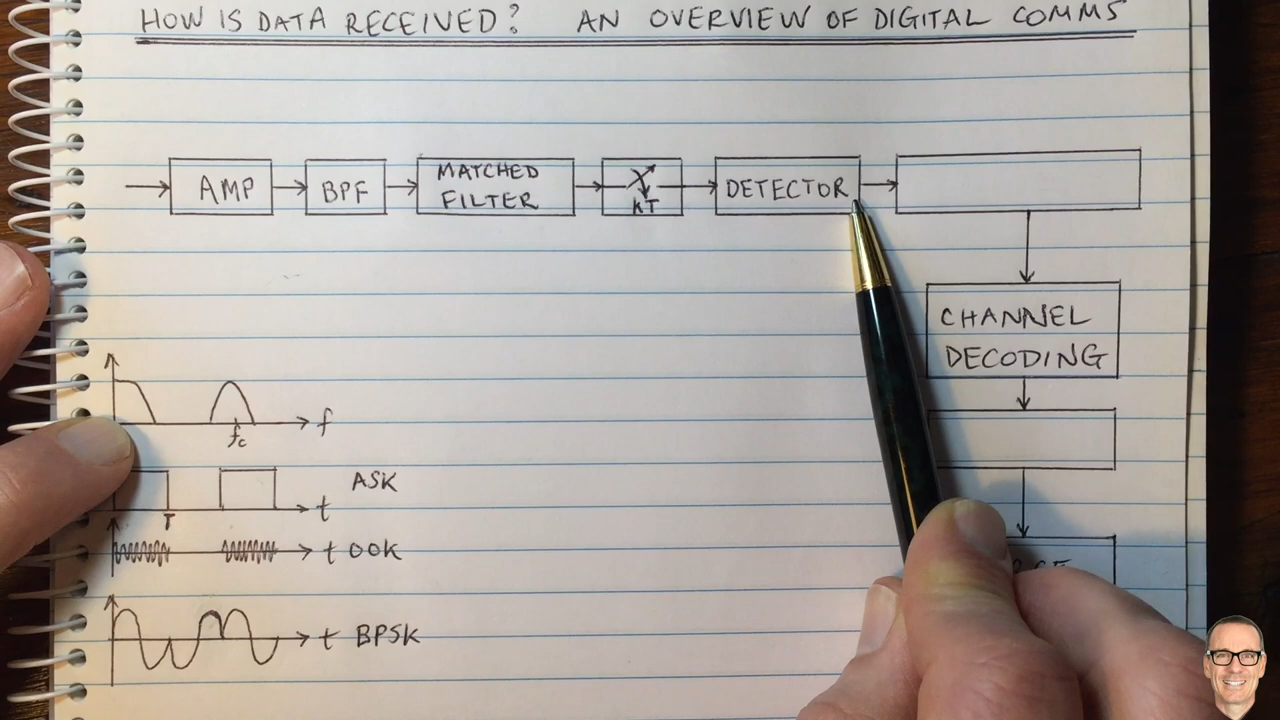 HOW IS DATA RECEIVED? AN OVERVIEW OF DIGITAL COMMS
AMP
BPF
MATCHED
FILTER
KT
DETECTOR
CHANNEL
DECODING
f
fc
ASK
T
t
t OOK
t BPSK